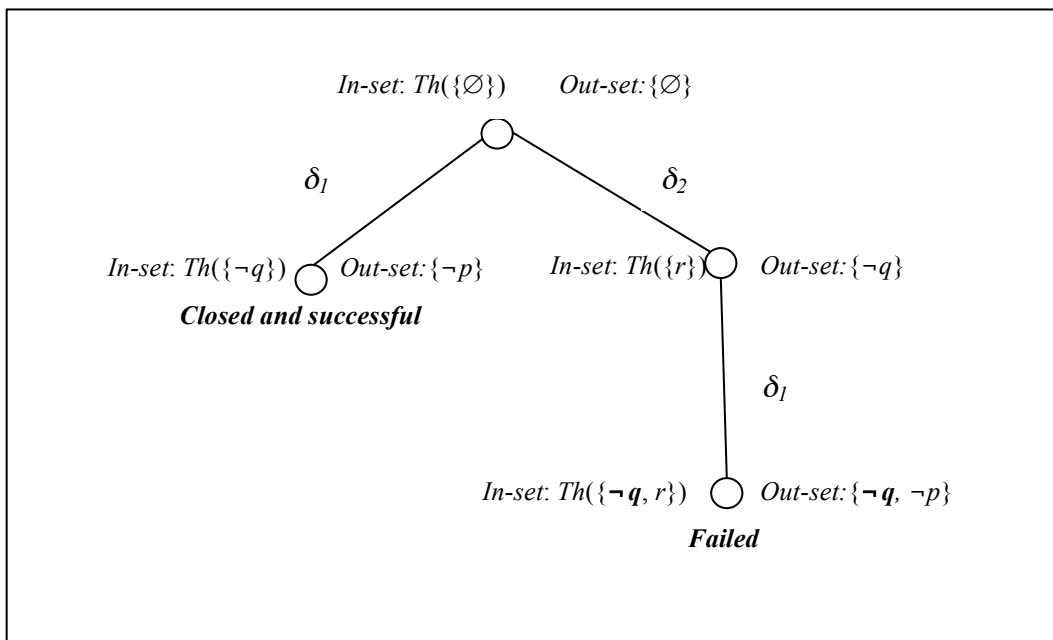 In-set: Th({∅}) Out-set:{∅}
δ1 δ2
In-set: Th({¬q}) Out-set:{¬p} In-set: Th({r}) Out-set:{¬q}
Closed and successful
δ1
In-set: Th({¬q, r}) Out-set:{¬q, ¬p}
Failed